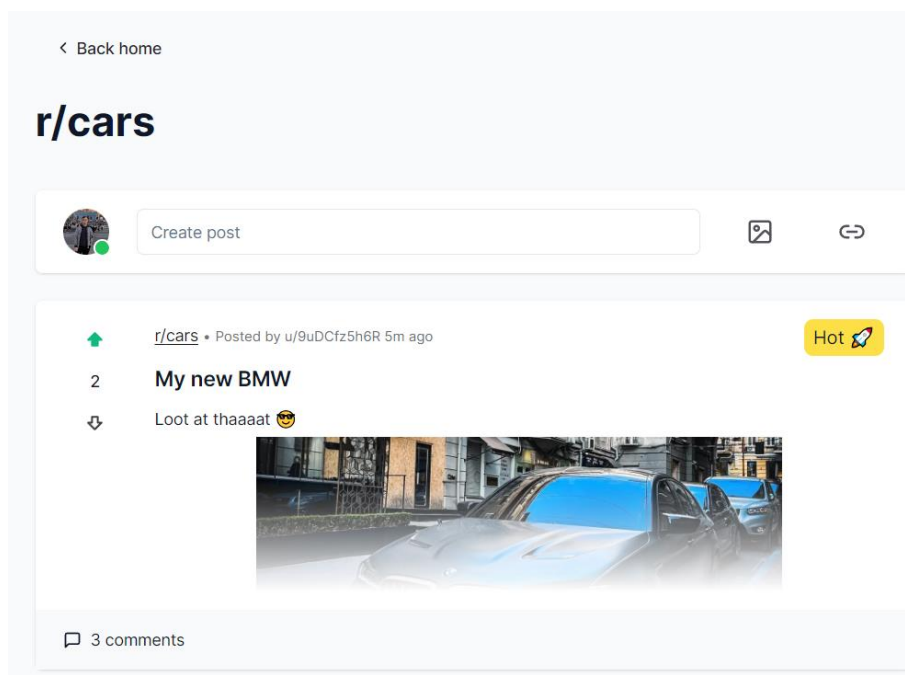 Back home
r/cars
Create post
r/cars • Posted by u/9uDCfz5h6R 5m ago
Hot 🚀
2
My new BMW
Loot at thaaaat 😎
3 comments